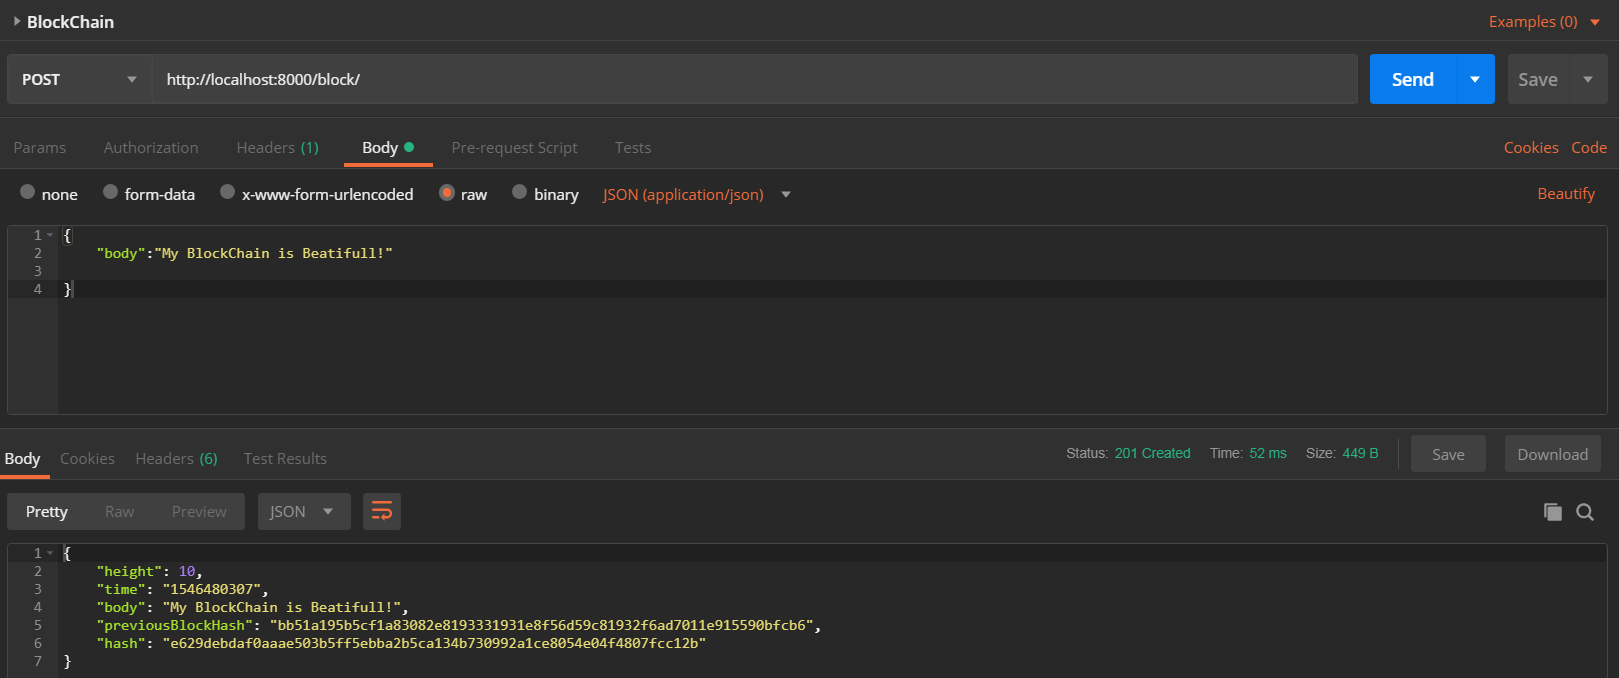 BlockChain Examples (0)
POST http://localhost:8000/block/ Send Save
Params Authorization Headers (1) Body Pre-request Script Tests Cookies Code
none form-data x-www-form-urlencoded raw binary JSON (application/json) Beautify
1 {
2 "body":"My BlockChain is Beatifull!"
3
4 }
Body Cookies Headers (6) Test Results Status: 201 Created Time: 52 ms Size: 449 B Save Download
Pretty Raw Preview JSON
1 {
2 "height": 10,
3 "time": "1546480307",
4 "body": "My BlockChain is Beatifull!",
5 "previousBlockHash": "bb51a195b5cf1a83082e8193331931e8f56d59c81932f6ad7011e915590bfcb6",
6 "hash": "e629debdaf0aaae503b5ff5ebba2b5ca134b730992a1ce8054e04f4807fcc12b"
7 }